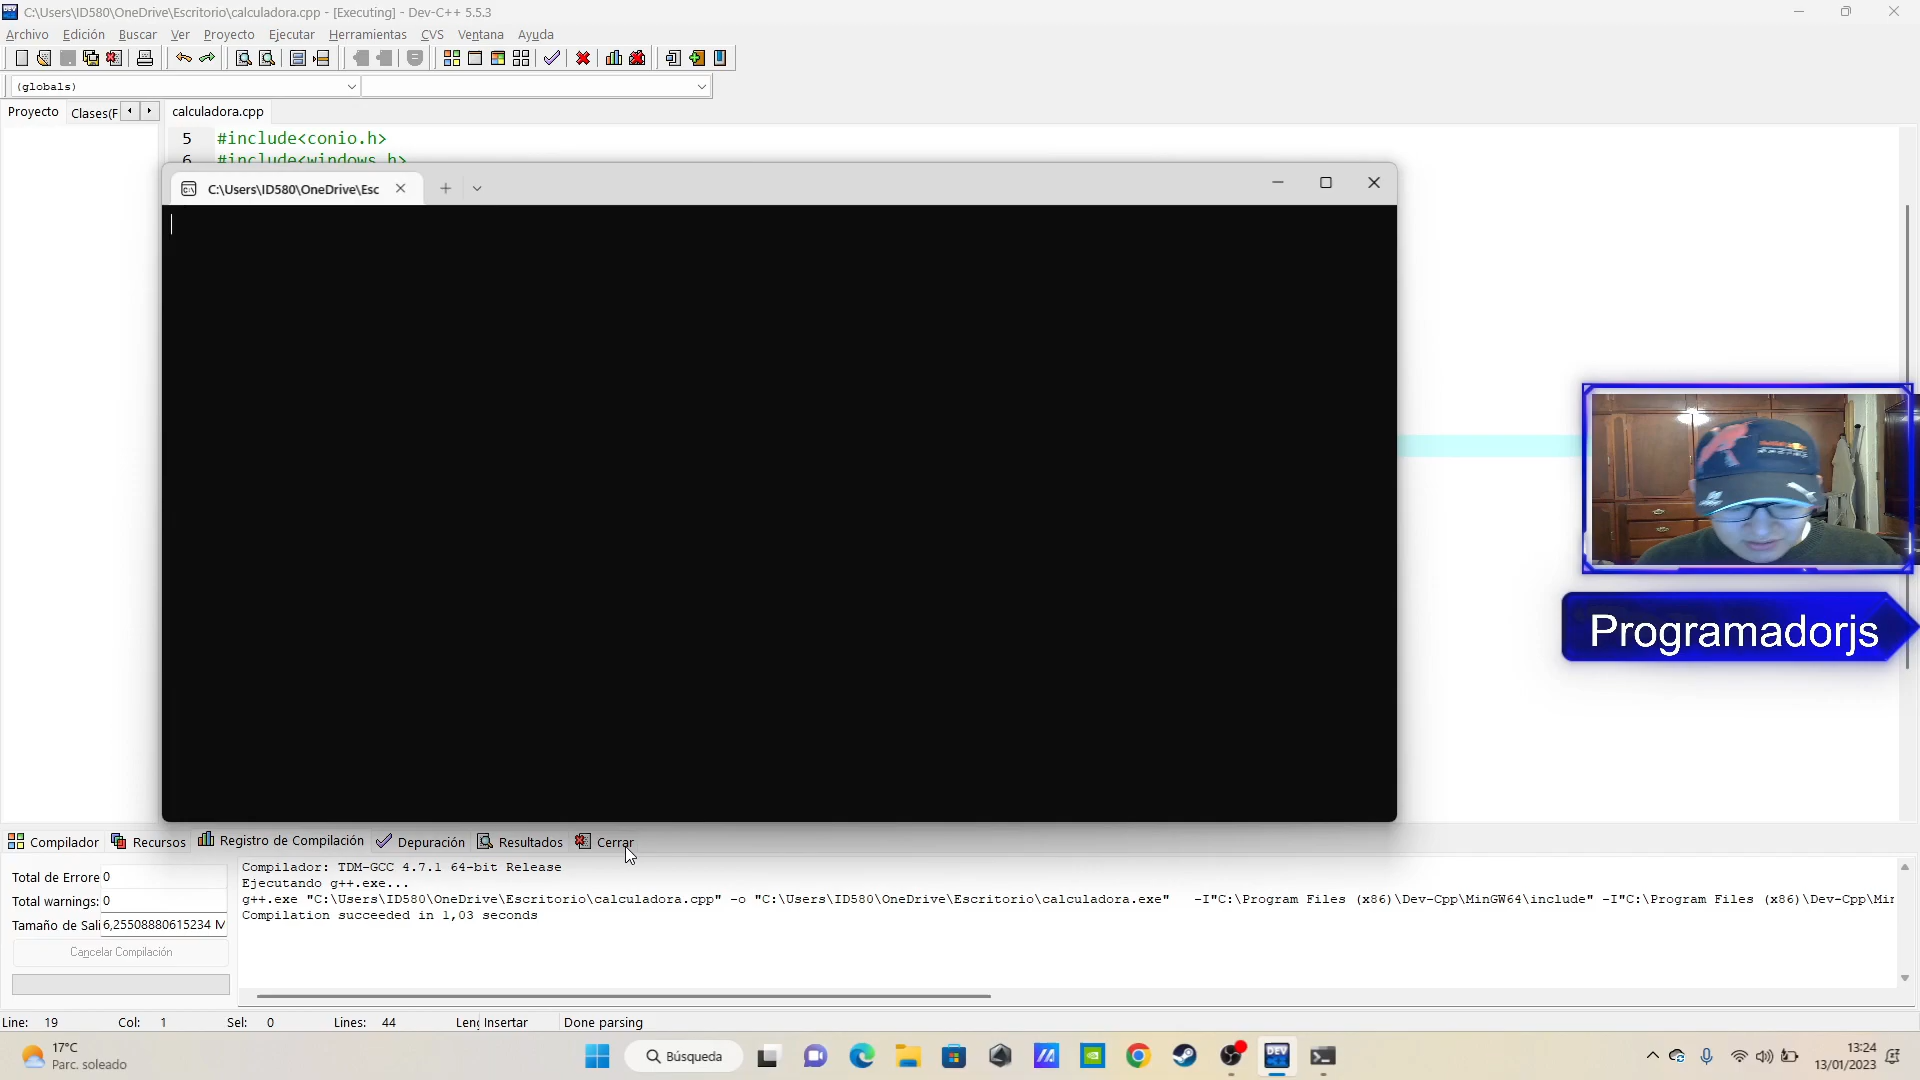 C:\Users\ID580\OneDrive\Escritorio\calculadora.cpp - [Executing] - Dev-C++ 5.5.3
Archivo Edición Buscar Ver Proyecto Ejecutar Herramientas CVS Ventana Ayuda
(globals)
Proyecto Clases(F calculadora.cpp
5 #include<conio.h>
6 #include<windows.h>
C:\Users\ID580\OneDrive\Esc
Programadorjs
Compilador Recursos Registro de Compilación Depuración Resultados Cerrar
Total de Errore 0
Total warnings: 0
Tamaño de Sali 6,25508880615234 M
Cancelar Compilación
Compilador: TDM-GCC 4.7.1 64-bit Release
Ejecutando g++.exe...
g++.exe "C:\Users\ID580\OneDrive\Escritorio\calculadora.cpp" -o "C:\Users\ID580\OneDrive\Escritorio\calculadora.exe" -I"C:\Program Files (x86)\Dev-Cpp\MinGW64\include" -I"C:\Program Files (x86)\Dev-Cpp\Min
Compilation succeeded in 1,03 seconds
Line: 19 Col: 1 Sel: 0 Lines: 44 Leng Insertar Done parsing
17°C
Parc. soleado
Búsqueda
DEV
13:24
13/01/2023